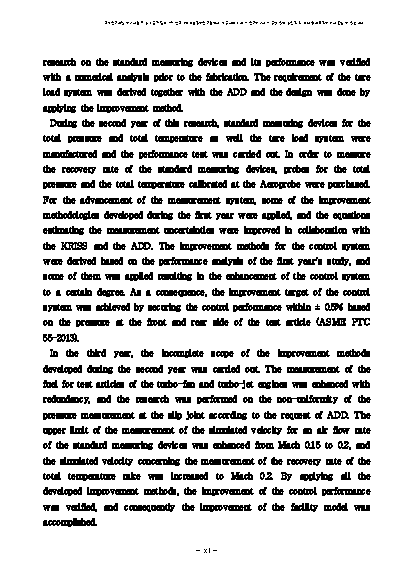 research on the standard measuring devices and its performance was verified
with a numerical analysis prior to the fabrication. The requirement of the tare
load system was derived together with the ADD and the design was done by
applying the improvement method.
During the second year of this research, standard measuring devices for the
total pressure and total temperature as well the tare load system were
manufactured and the performance test was carried out. In order to measure
the recovery rate of the standard measuring devices, probes for the total
pressure and the total temperature calibrated at the Aeroprobe were purchased.
For the advancement of the measurement system, some of the improvement
methodologies developed during the first year were applied, and the equations
estimating the measurement uncertainties were improved in collaboration with
the KRISS and the ADD. The improvement methods for the control system
were derived based on the performance analysis of the first year's study, and
some of them was applied resulting in the enhancement of the control system
to a certain degree. As a consequence, the improvement target of the control
system was achieved by securing the control performance within ± 0.5% based
on the pressure at the front and rear side of the test article (ASME PTC
55-2013).
In the third year, the incomplete scope of the improvement methods
developed during the second year was carried out. The measurement of the
fuel for test articles of the turbo-fan and turbo-jet engines was enhanced with
redundancy, and the research was performed on the non-uniformity of the
pressure measurement at the slip joint according to the request of ADD. The
upper limit of the measurement of the simulated velocity for an air flow rate
of the standard measuring devices was enhanced from Mach 0.15 to 0.2, and
the simulated velocity concerning the measurement of the recovery rate of the
total temperature rake was increased to Mach 0.2. By applying all the
developed improvement methods, the improvement of the control performance
was verified, and consequently the improvement of the facility model was
accomplished.
- xi -